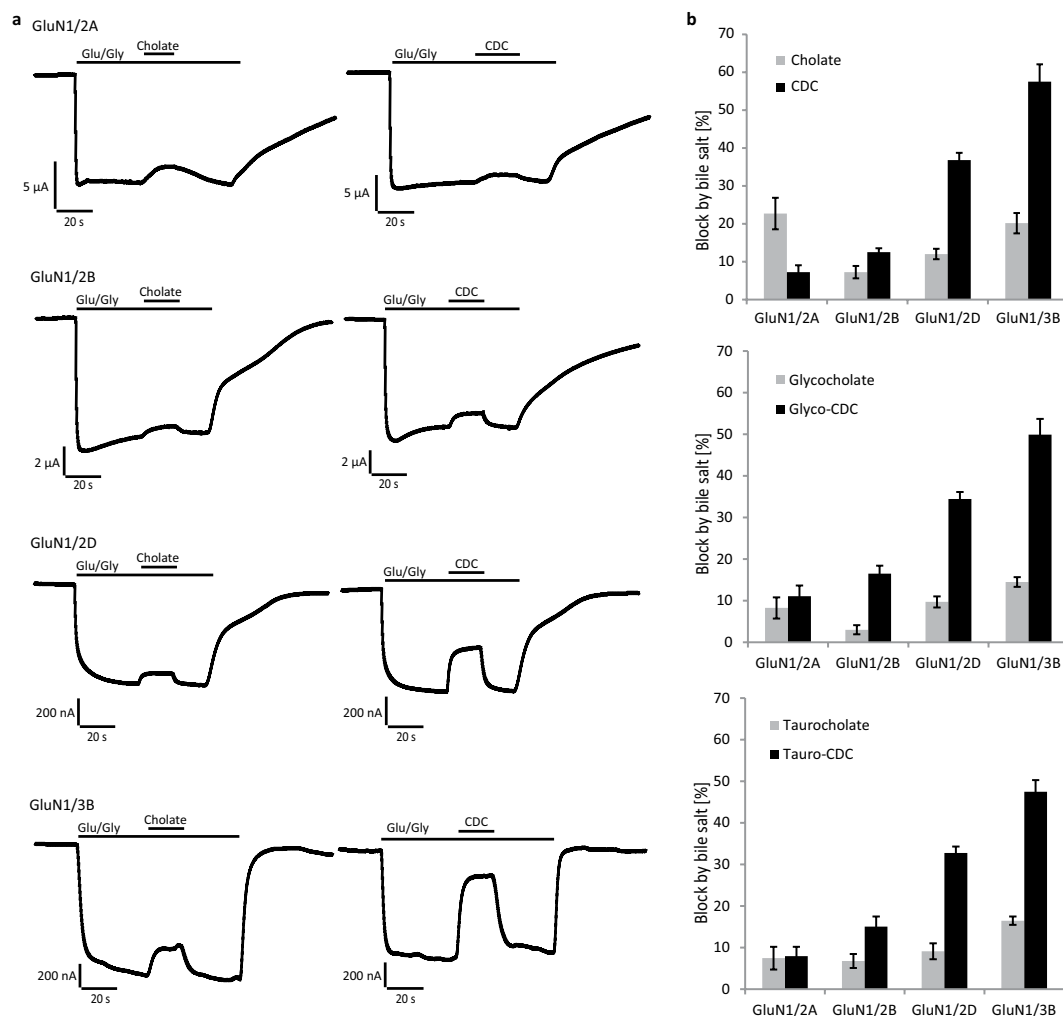 a
GluN1/2A
Cholate
Glu/Gly
5 µA
20 s
CDC
Glu/Gly
5 µA
20 s
GluN1/2B
Cholate
Glu/Gly
2 µA
20 s
CDC
Glu/Gly
2 µA
20 s
GluN1/2D
Cholate
Glu/Gly
200 nA
20 s
CDC
Glu/Gly
200 nA
20 s
GluN1/3B
Cholate
Glu/Gly
200 nA
20 s
CDC
Glu/Gly
200 nA
20 s
b
Block by bile salt [%]
70
60
50
40
30
20
10
0
Cholate
CDC
GluN1/2A GluN1/2B GluN1/2D GluN1/3B
Block by bile salt [%]
70
60
50
40
30
20
10
0
Glycocholate
Glyco-CDC
GluN1/2A GluN1/2B GluN1/2D GluN1/3B
Block by bile salt [%]
70
60
50
40
30
20
10
0
Taurocholate
Tauro-CDC
GluN1/2A GluN1/2B GluN1/2D GluN1/3B